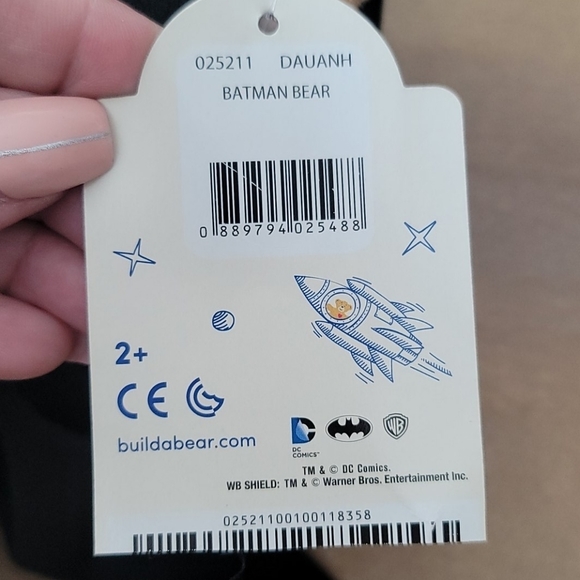 025211 DAUANH
BATMAN BEAR
0 889794 025488
2+
CE
buildabear.com
DC
COMICS™
WB
TM & © DC Comics.
WB SHIELD: TM & © Warner Bros. Entertainment Inc.
02521100100118358